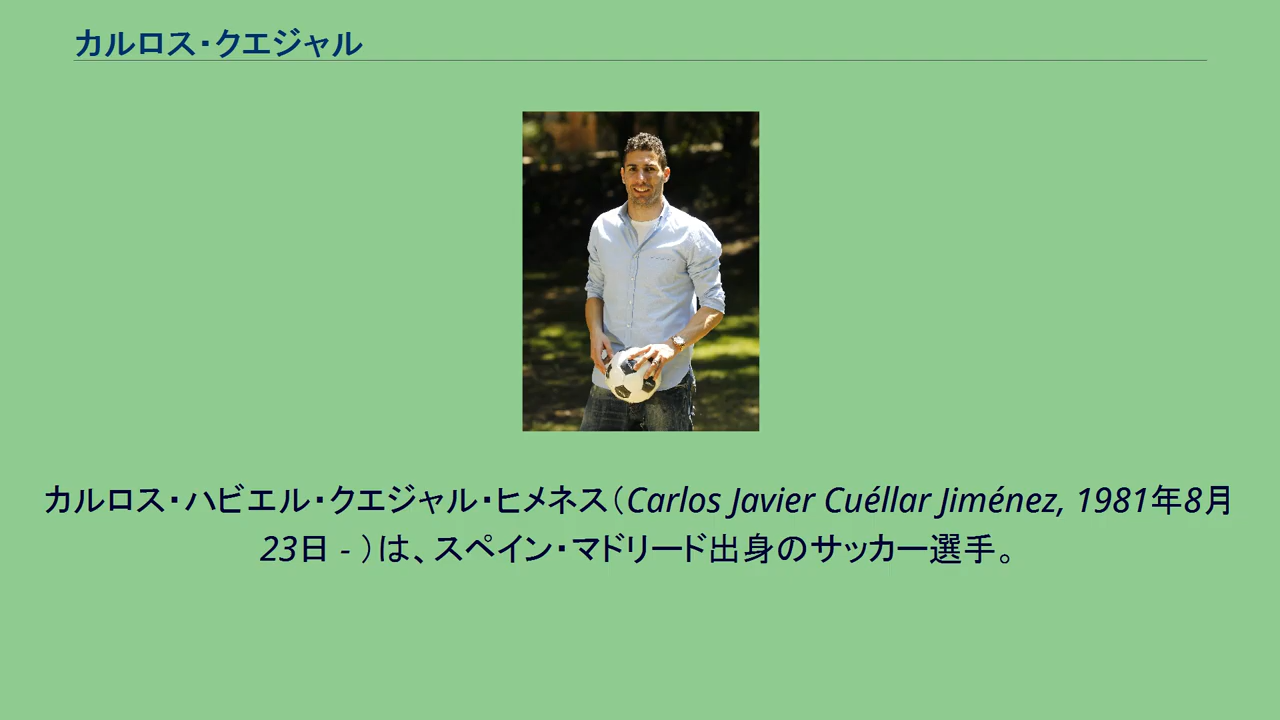 カルロス・クエジャル
カルロス・ハビエル・クエジャル・ヒメネス（Carlos Javier Cuéllar Jiménez, 1981年8月
23日 - ）は、スペイン・マドリード出身のサッカー選手。